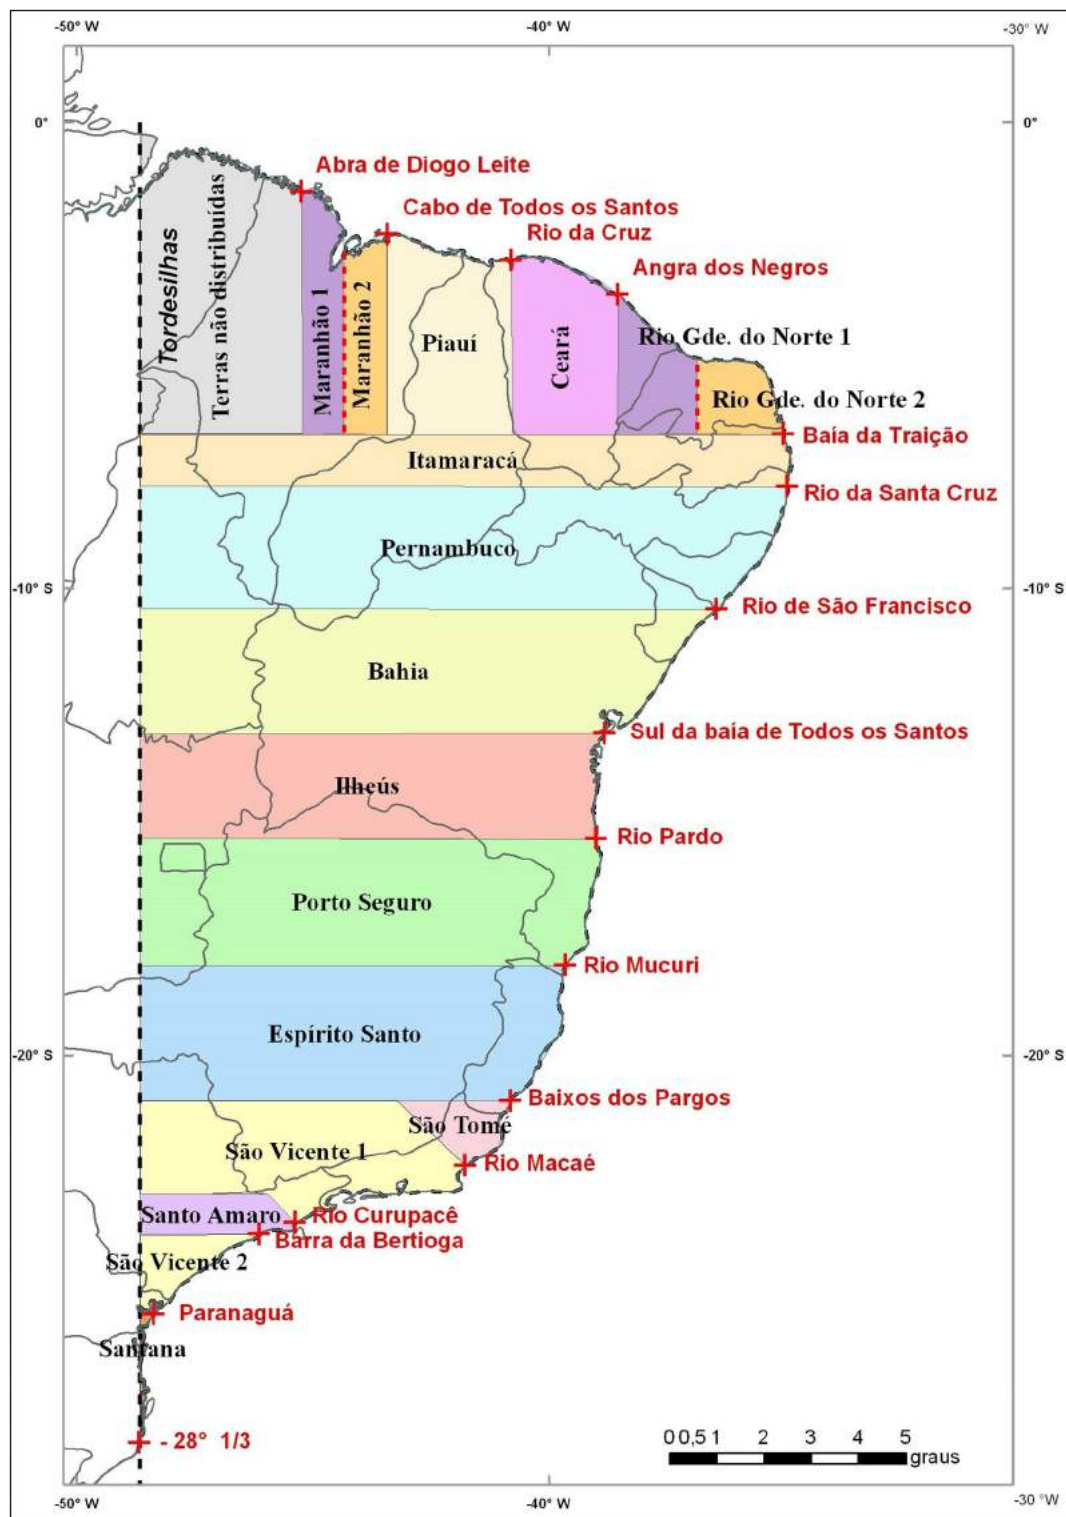 -50° W
-40° W
-30° W
0°
0°
Abra de Diogo Leite
Cabo de Todos os Santos
Rio da Cruz
Angra dos Negros
Tordesilhas
Terras não distribuídas
Maranhão 1
Maranhão 2
Piauí
Ceará
Rio Gde. do Norte 1
Rio Gde. do Norte 2
Baía da Traição
Itamaracá
Rio da Santa Cruz
Pernambuco
-10° S
-10° S
Rio de São Francisco
Bahia
Sul da baía de Todos os Santos
Ilheús
Rio Pardo
Porto Seguro
Rio Mucuri
Espírito Santo
-20° S
-20° S
Baixos dos Pargos
São Tomé
São Vicente 1
Rio Macaé
Santo Amaro
Rio Curupacê
Barra da Bertioga
São Vicente 2
Paranaguá
Santana
- 28° 1/3
0 0,5 1 2 3 4 5
graus
-50° W
-40° W
-30 °W